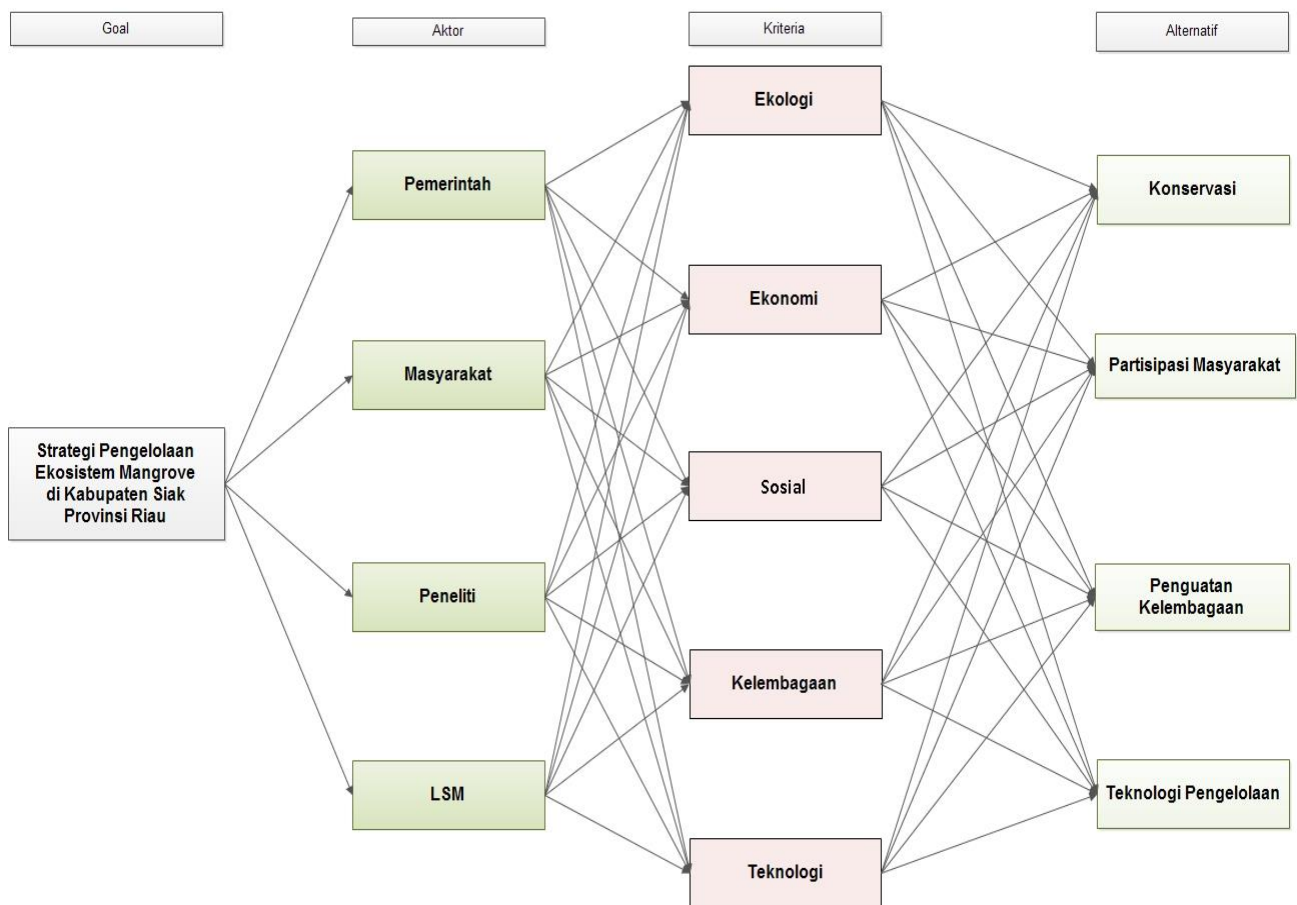 Goal
Aktor
Kriteria
Alternatif
Strategi Pengelolaan
Ekosistem Mangrove
di Kabupaten Siak
Provinsi Riau
Pemerintah
Masyarakat
Peneliti
LSM
Ekologi
Ekonomi
Sosial
Kelembagaan
Teknologi
Konservasi
Partisipasi Masyarakat
Penguatan
Kelembagaan
Teknologi Pengelolaan